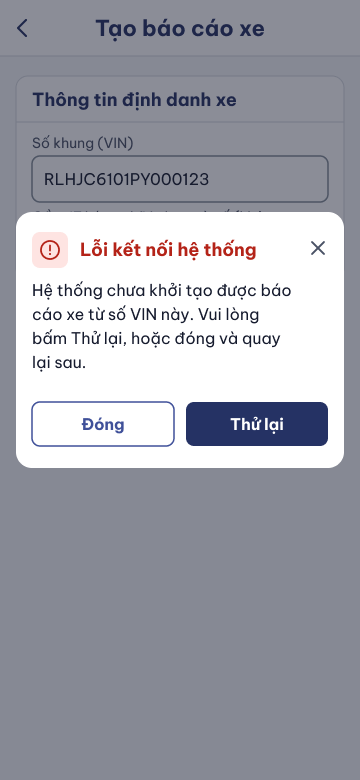 Tạo báo cáo xe
Thông tin định danh xe
Số khung (VIN)
RLHJC6101PY000123
Lỗi kết nối hệ thống
Hệ thống chưa khởi tạo được báo
cáo xe từ số VIN này. Vui lòng
bấm Thử lại, hoặc đóng và quay
lại sau.
Đóng
Thử lại